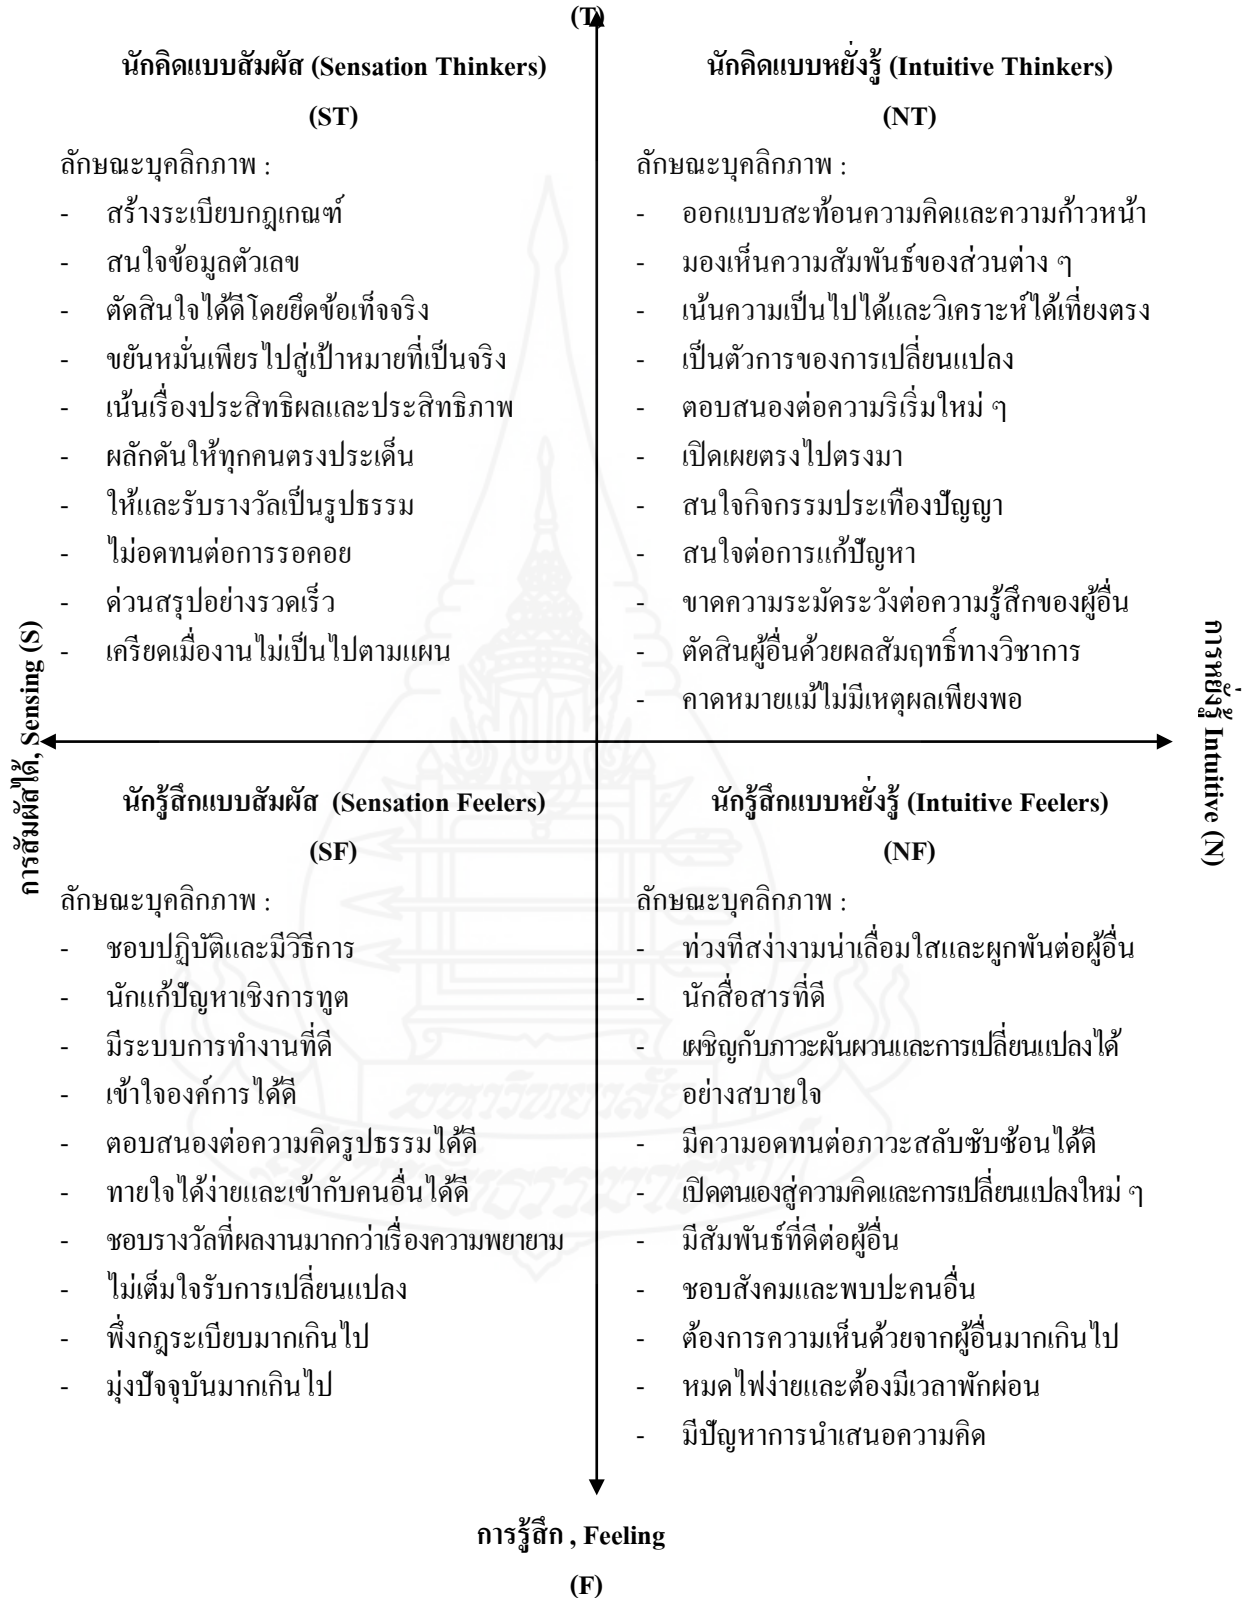 (T)
นักคิดแบบสัมผัส (Sensation Thinkers)
(ST)
ลักษณะบุคลิกภาพ :
- สร้างระเบียบกฎเกณฑ์
- สนใจข้อมูลตัวเลข
- ตัดสินใจได้ดีโดยยึดข้อเท็จจริง
- ขยันหมั่นเพียรไปสู่เป้าหมายที่เป็นจริง
- เน้นเรื่องประสิทธิผลและประสิทธิภาพ
- ผลักดันให้ทุกคนตรงประเด็น
- ให้และรับรางวัลเป็นรูปธรรม
- ไม่อดทนต่อการรอคอย
- ด่วนสรุปอย่างรวดเร็ว
- เครียดเมื่องานไม่เป็นไปตามแผน
นักคิดแบบหยั่งรู้ (Intuitive Thinkers)
(NT)
ลักษณะบุคลิกภาพ :
- ออกแบบสะท้อนความคิดและความก้าวหน้า
- มองเห็นความสัมพันธ์ของส่วนต่าง ๆ
- เน้นความเป็นไปได้และวิเคราะห์ได้เที่ยงตรง
- เป็นตัวการของการเปลี่ยนแปลง
- ตอบสนองต่อความริเริ่มใหม่ ๆ
- เปิดเผยตรงไปตรงมา
- สนใจกิจกรรมประเทืองปัญญา
- สนใจต่อการแก้ปัญหา
- ขาดความระมัดระวังต่อความรู้สึกของผู้อื่น
- ตัดสินผู้อื่นด้วยผลสัมฤทธิ์ทางวิชาการ
- คาดหมายแม้ไม่มีเหตุผลเพียงพอ
การสัมผัสได้, Sensing (S)
การหยั่งรู้ Intuitive (N)
นักรู้สึกแบบสัมผัส (Sensation Feelers)
(SF)
ลักษณะบุคลิกภาพ :
- ชอบปฏิบัติและมีวิธีการ
- นักแก้ปัญหาเชิงการทูต
- มีระบบการทำงานที่ดี
- เข้าใจองค์การได้ดี
- ตอบสนองต่อความคิดรูปธรรมได้ดี
- ทายใจได้ง่ายและเข้ากับคนอื่นได้ดี
- ชอบรางวัลที่ผลงานมากกว่าเรื่องความพยายาม
- ไม่เต็มใจรับการเปลี่ยนแปลง
- พึ่งกฎระเบียบมากเกินไป
- มุ่งปัจจุบันมากเกินไป
นักรู้สึกแบบหยั่งรู้ (Intuitive Feelers)
(NF)
ลักษณะบุคลิกภาพ :
- ท่วงทีสง่างามน่าเลื่อมใสและผูกพันต่อผู้อื่น
- นักสื่อสารที่ดี
- เผชิญกับภาวะผันผวนและการเปลี่ยนแปลงได้
อย่างสบายใจ
- มีความอดทนต่อภาวะสลับซับซ้อนได้ดี
- เปิดตนเองสู่ความคิดและการเปลี่ยนแปลงใหม่ ๆ
- มีสัมพันธ์ที่ดีต่อผู้อื่น
- ชอบสังคมและพบปะคนอื่น
- ต้องการความเห็นด้วยจากผู้อื่นมากเกินไป
- หมดไฟง่ายและต้องมีเวลาพักผ่อน
- มีปัญหาการนำเสนอความคิด
การรู้สึก , Feeling
(F)
มหาวิทยาลัย